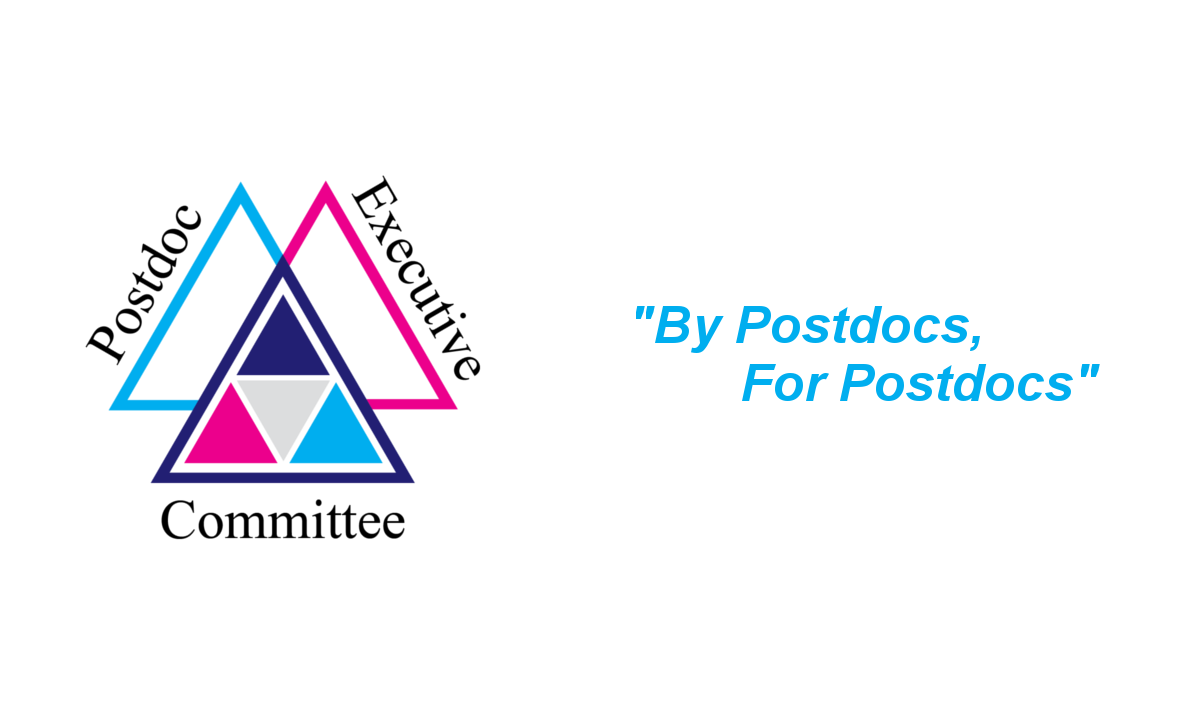 Postdoc
Executive
Committee
"By Postdocs,
For Postdocs"